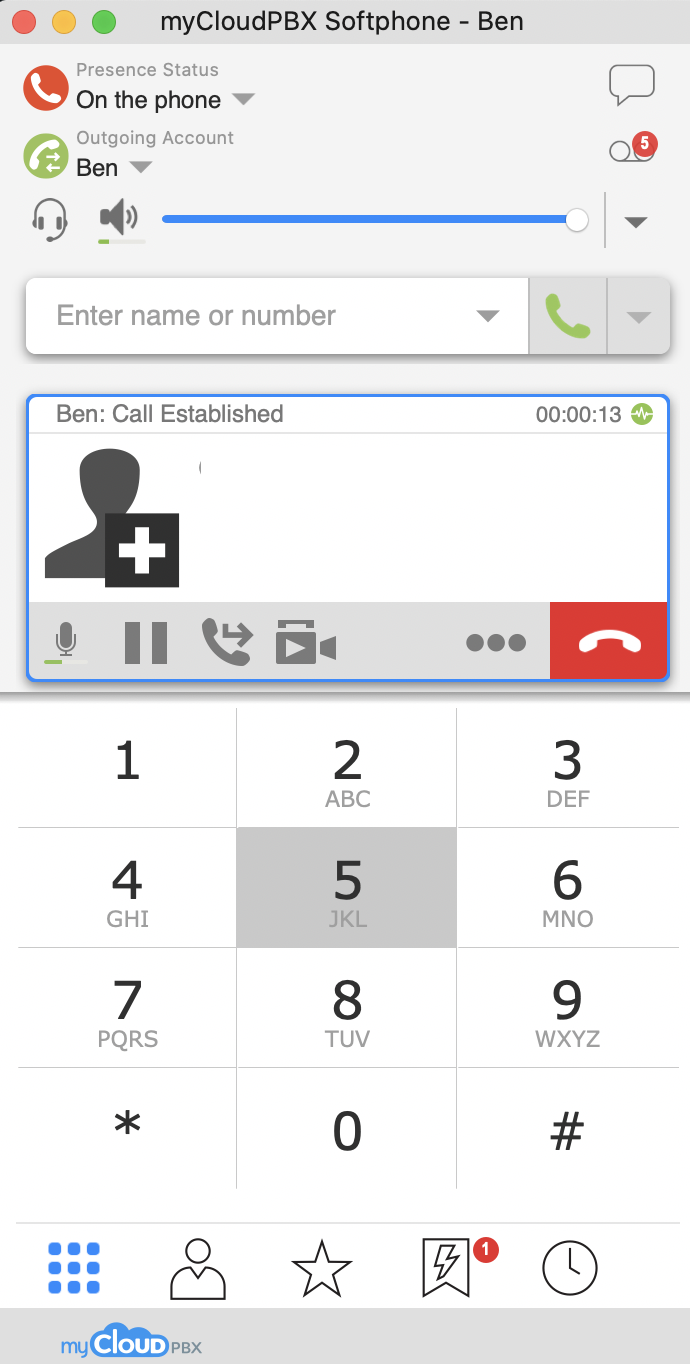 myCloudPBX Softphone - Ben
Presence Status
On the phone
Outgoing Account
Ben
5
Enter name or number
Ben: Call Established 00:00:13
1 2 3
ABC DEF
4 5 6
GHI JKL MNO
7 8 9
PQRS TUV WXYZ
* 0 #
1
myCloudPBX